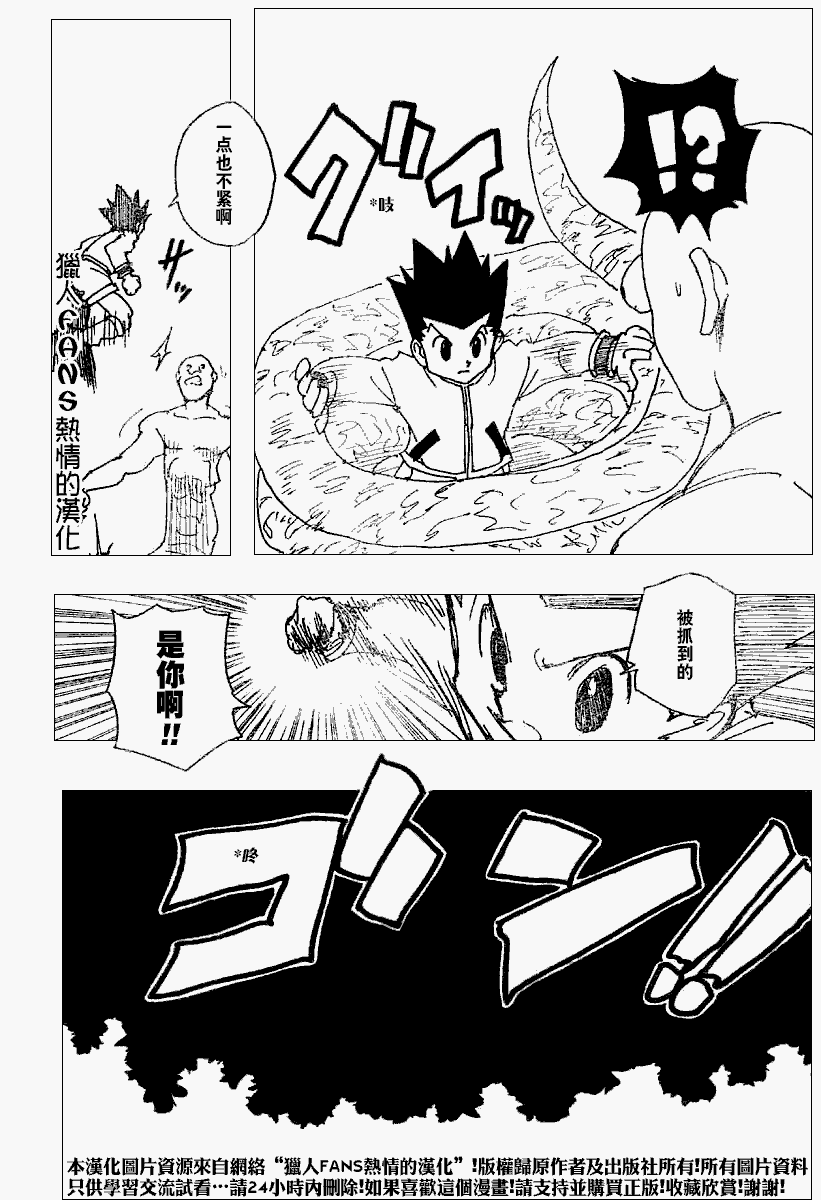 !?
グイッ
*吱
一点也不紧啊
サッ
獵人FANS熱情的漢化
被抓到的
是你啊!!
ゴン!!
*咚
本漢化圖片資源來自網絡“獵人FANS熱情的漢化”!版權歸原作者及出版社所有!所有圖片資料
只供學習交流試看…請24小時內刪除!如果喜歡這個漫畫!請支持並購買正版!收藏欣賞!謝謝!